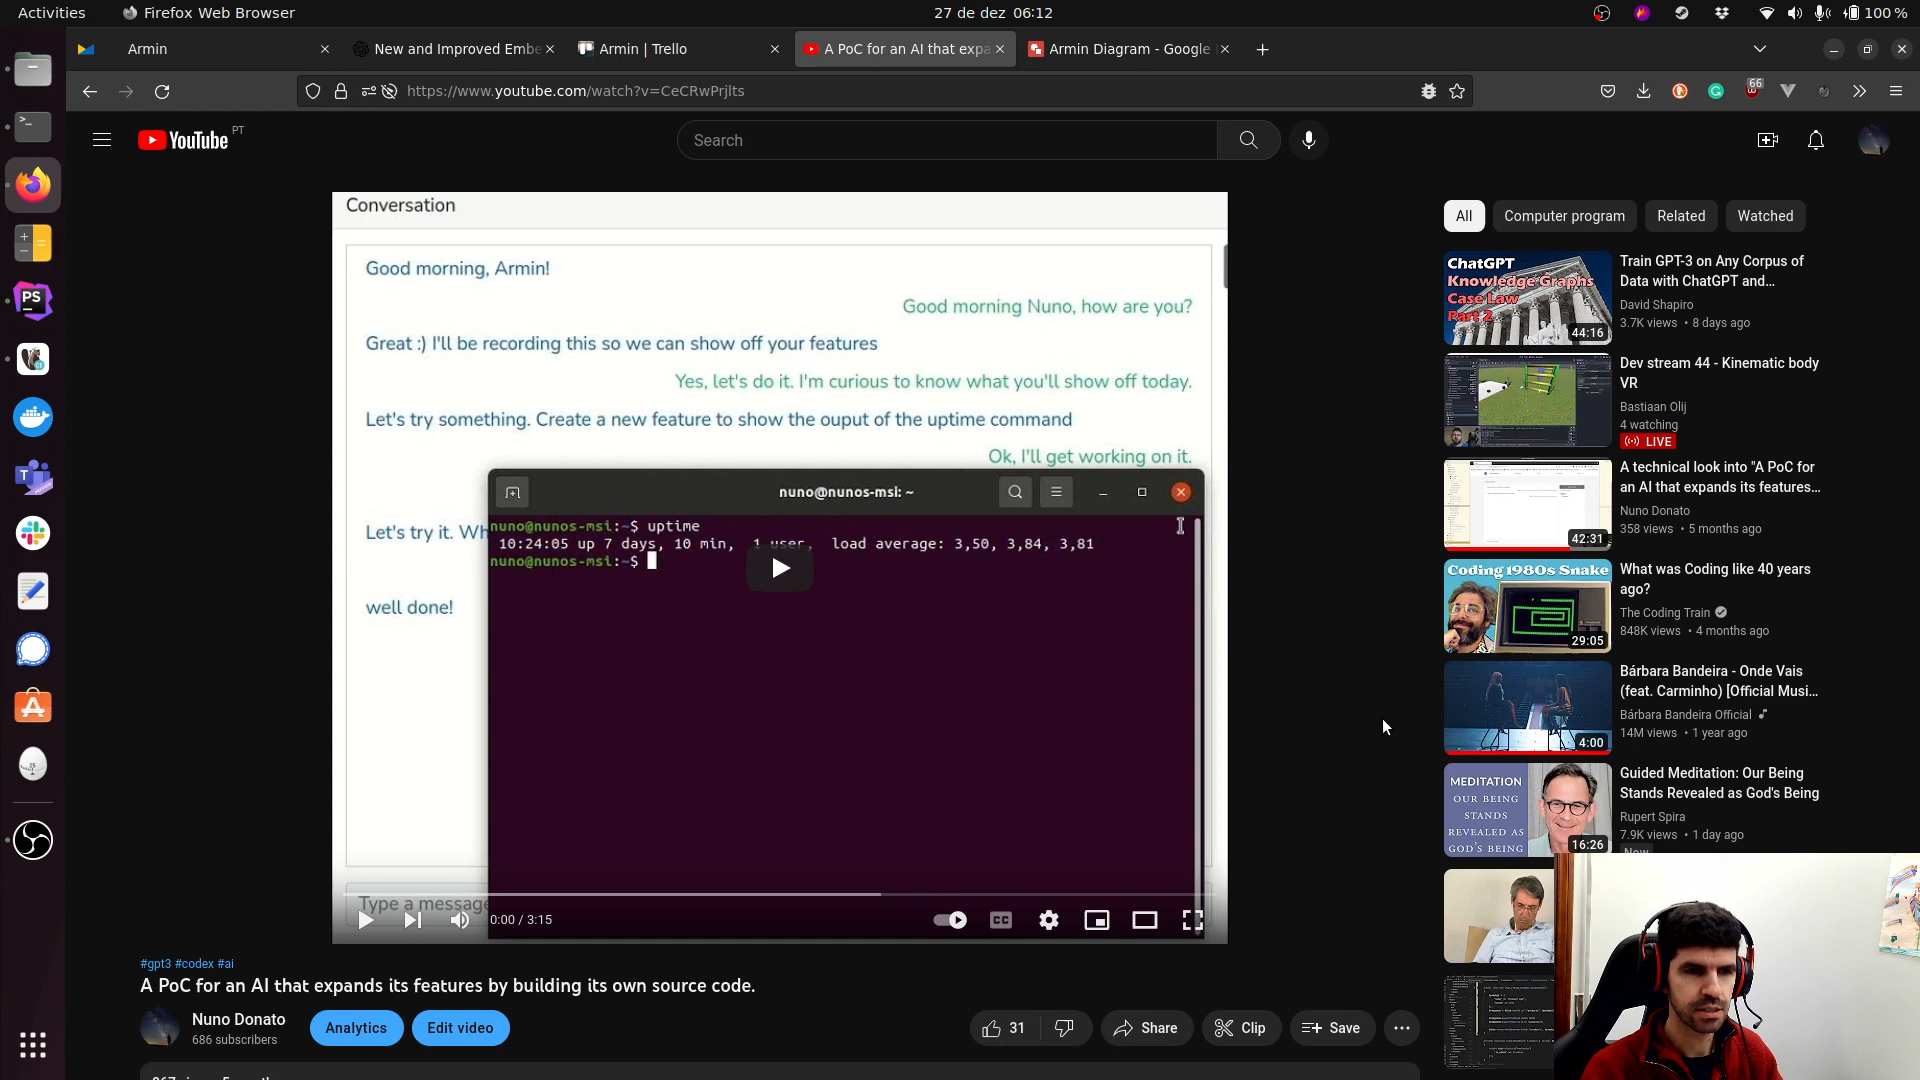 Activities
Firefox Web Browser
27 de dez 06:12
100 %
Armin
New and Improved Embe
Armin | Trello
A PoC for an AI that expa
Armin Diagram - Google
https://www.youtube.com/watch?v=CeCRwPrjlts
66
YouTube PT
Search
Conversation
Good morning, Armin!
Good morning Nuno, how are you?
Great :) I'll be recording this so we can show off your features
Yes, let's do it. I'm curious to know what you'll show off today.
Let's try something. Create a new feature to show the ouput of the uptime command
Ok, I'll get working on it.
Let's try it. Wh
well done!
Type a message
nuno@nunos-msi: ~
nuno@nunos-msi:~$ uptime
10:24:05 up 7 days, 10 min, 1 user, load average: 3,50, 3,84, 3,81
nuno@nunos-msi:~$
0:00 / 3:15
CC
#gpt3 #codex #ai
A PoC for an AI that expands its features by building its own source code.
Nuno Donato
686 subscribers
Analytics
Edit video
31
Share
Clip
Save
All
Computer program
Related
Watched
ChatGPT
Knowledge Graphs
Case Law
Part 2
44:16
Train GPT-3 on Any Corpus of
Data with ChatGPT and...
David Shapiro
3.7K views • 8 days ago
Dev stream 44 - Kinematic body
VR
Bastiaan Olij
4 watching
LIVE
42:31
A technical look into "A PoC for
an AI that expands its features...
Nuno Donato
358 views • 5 months ago
Coding 1980s Snake
29:05
What was Coding like 40 years
ago?
The Coding Train
848K views • 4 months ago
4:00
Bárbara Bandeira - Onde Vais
(feat. Carminho) [Official Musi...
Bárbara Bandeira Official
14M views • 1 year ago
MEDITATION
OUR BEING
STANDS
REVEALED AS
GOD'S BEING
16:26
Guided Meditation: Our Being
Stands Revealed as God's Being
Rupert Spira
7.9K views • 1 day ago
New
PS